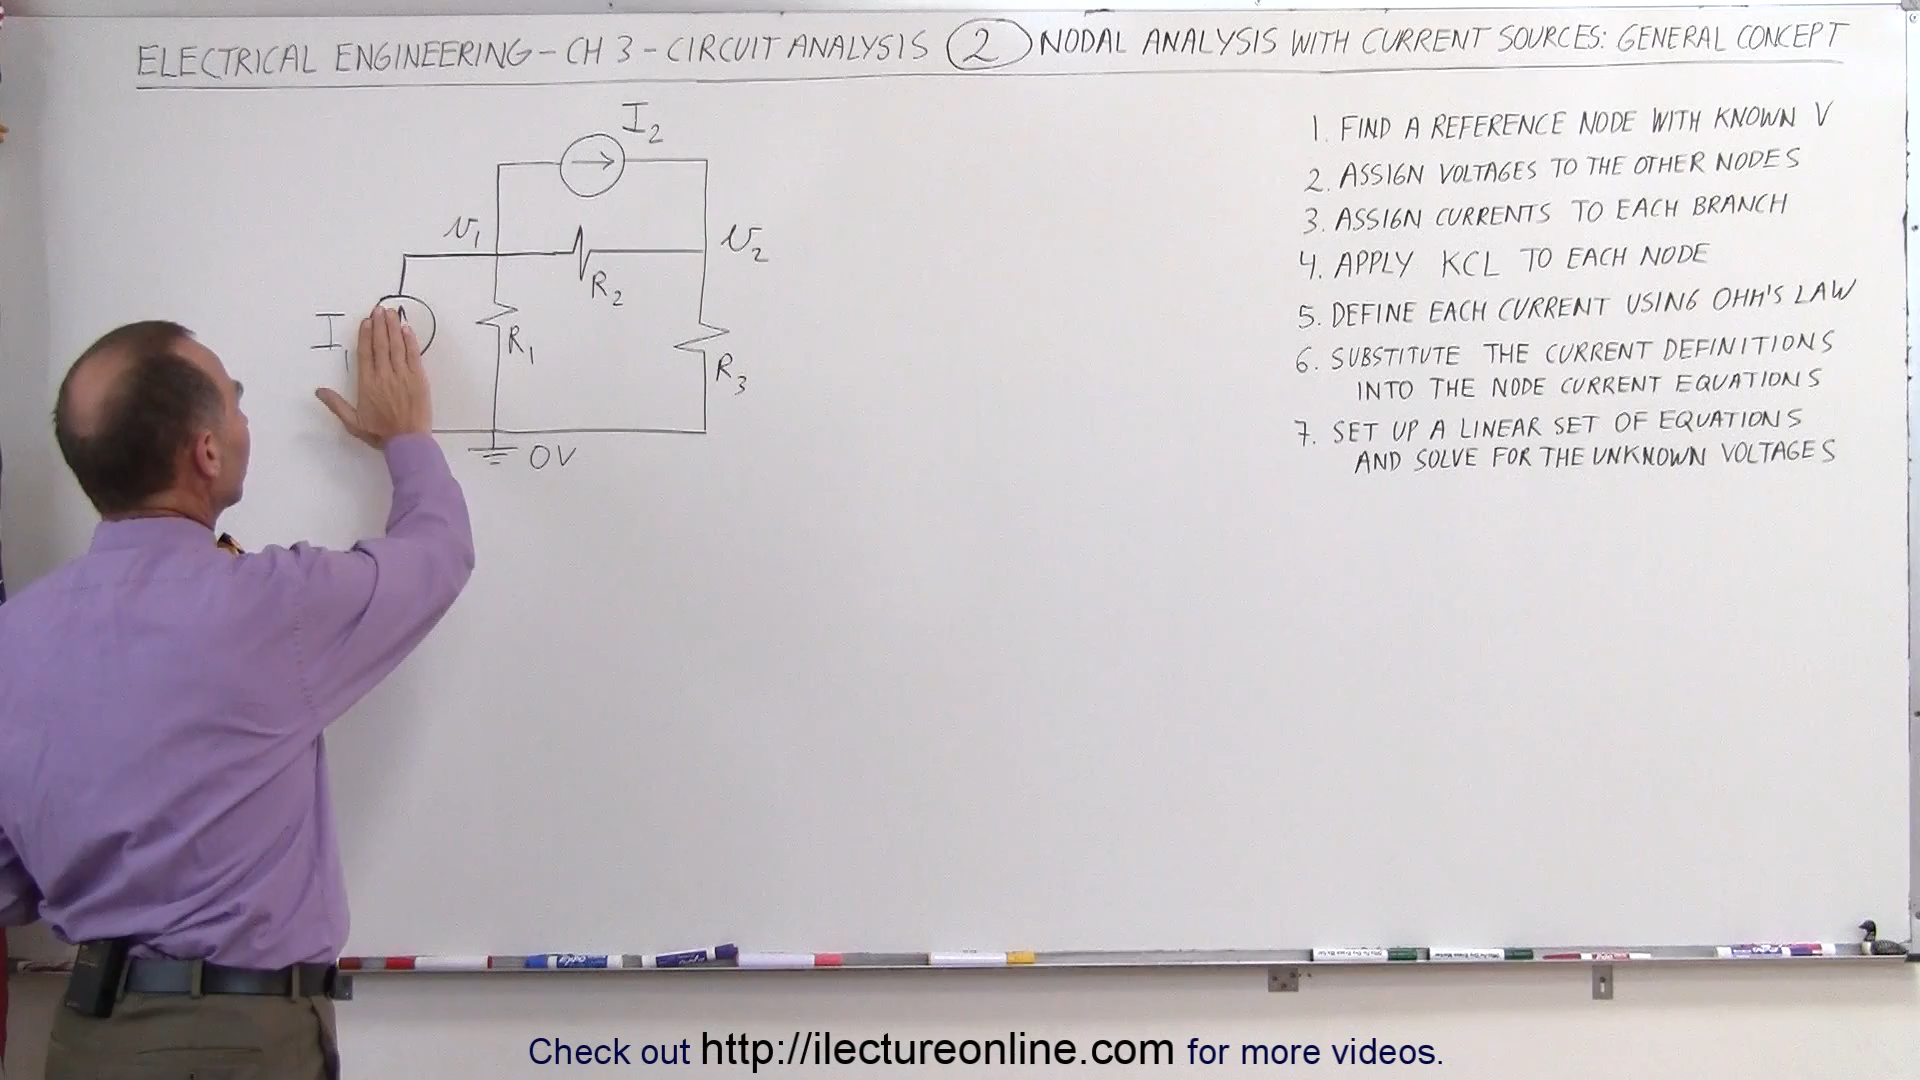 ELECTRICAL ENGINEERING - CH 3 - CIRCUIT ANALYSIS 2 NODAL ANALYSIS WITH CURRENT SOURCES: GENERAL CONCEPT
I2
V1
V2
R2
I1
R1
R3
0V
1. FIND A REFERENCE NODE WITH KNOWN V
2. ASSIGN VOLTAGES TO THE OTHER NODES
3. ASSIGN CURRENTS TO EACH BRANCH
4. APPLY KCL TO EACH NODE
5. DEFINE EACH CURRENT USING OHH'S LAW
6. SUBSTITUTE THE CURRENT DEFINITIONS
INTO THE NODE CURRENT EQUATIONS
7. SET UP A LINEAR SET OF EQUATIONS
AND SOLVE FOR THE UNKNOWN VOLTAGES
Check out http://ilectureonline.com for more videos.